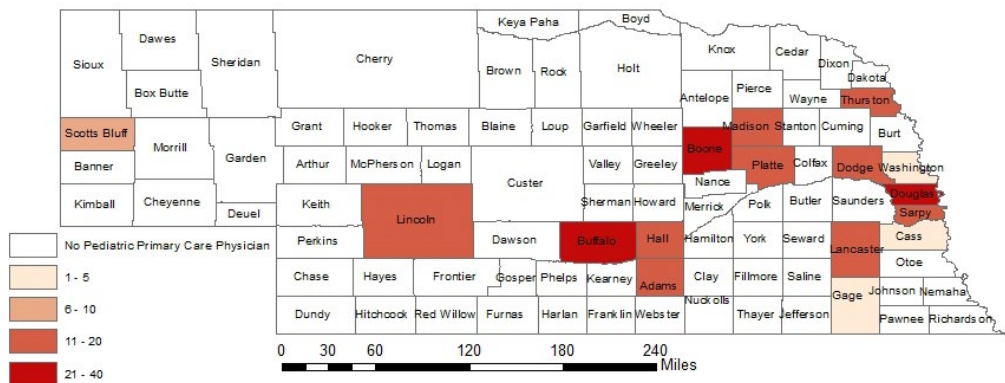 Keya Paha Boyd
Dawes Knox Cedar
Sioux Sheridan Cherry Brown Rock Holt Dixon
Dakota
Box Butte Antelope Pierce Wayne Thurston
Scotts Bluff Morrill Grant Hooker Thomas Blaine Loup Garfield Wheeler Boone Madison Stanton Cuming Burt
Banner Garden Arthur McPherson Logan Custer Valley Greeley Platte Colfax Dodge Washington
Nance
Kimball Cheyenne Deuel Keith Lincoln Sherman Howard Merrick Polk Butler Saunders Douglas
Sarpy
Perkins Dawson Buffalo Hall Hamilton York Seward Lancaster Cass
Otoe
Chase Hayes Frontier Gosper Phelps Kearney Adams Clay Fillmore Saline Gage Johnson Nemaha
Dundy Hitchcock Red Willow Furnas Harlan Franklin Webster Nuckolls Thayer Jefferson Pawnee Richardson
No Pediatric Primary Care Physician
1 - 5
6 - 10
11 - 20
21 - 40
0 30 60 120 180 240
Miles